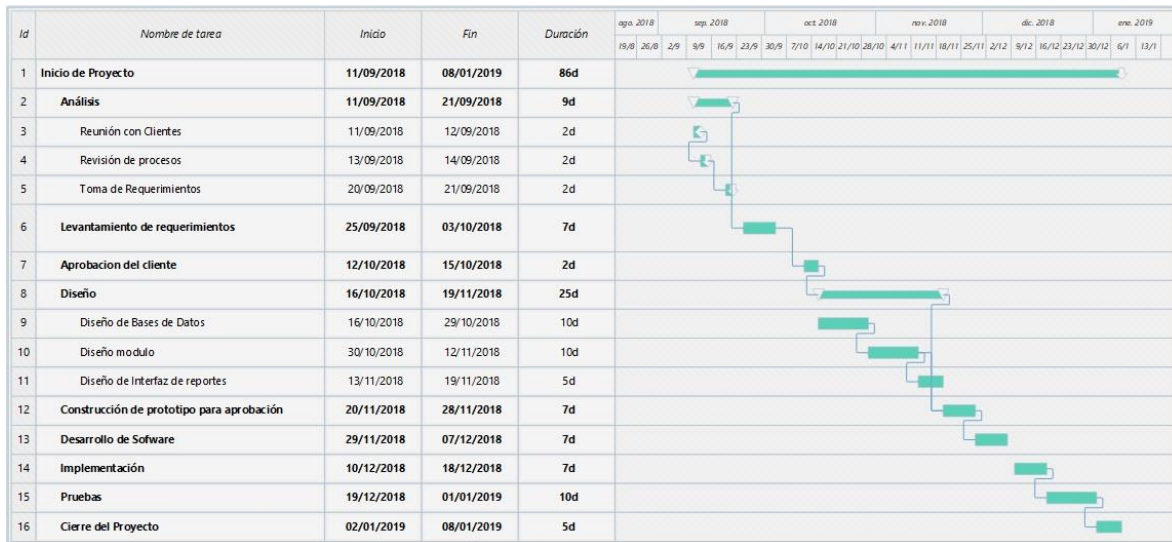 ago. 2018 sep. 2018 oct. 2018 nov. 2018 dic. 2018 ene. 2019
Id Nombre de tarea Inicio Fin Duración
19/8 26/8 2/9 9/9 16/9 23/9 30/9 7/10 14/10 21/10 28/10 4/11 11/11 18/11 25/11 2/12 9/12 16/12 23/12 30/12 6/1 13/1
1 Inicio de Proyecto 11/09/2018 08/01/2019 86d
2 Análisis 11/09/2018 21/09/2018 9d
3 Reunión con Clientes 11/09/2018 12/09/2018 2d
4 Revisión de procesos 13/09/2018 14/09/2018 2d
5 Toma de Requerimientos 20/09/2018 21/09/2018 2d
6 Levantamiento de requerimientos 25/09/2018 03/10/2018 7d
7 Aprobacion del cliente 12/10/2018 15/10/2018 2d
8 Diseño 16/10/2018 19/11/2018 25d
9 Diseño de Bases de Datos 16/10/2018 29/10/2018 10d
10 Diseño modulo 30/10/2018 12/11/2018 10d
11 Diseño de Interfaz de reportes 13/11/2018 19/11/2018 5d
12 Construcción de prototipo para aprobación 20/11/2018 28/11/2018 7d
13 Desarrollo de Sofware 29/11/2018 07/12/2018 7d
14 Implementación 10/12/2018 18/12/2018 7d
15 Pruebas 19/12/2018 01/01/2019 10d
16 Cierre del Proyecto 02/01/2019 08/01/2019 5d